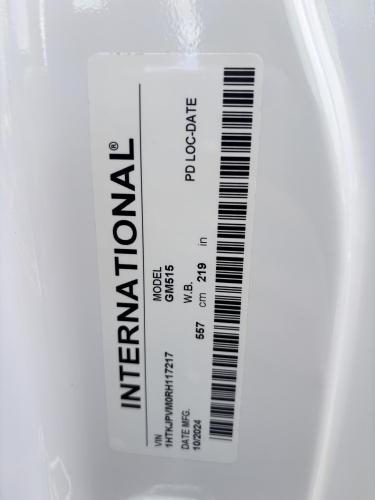 INTERNATIONAL®
VIN MODEL
1HTKJPVM0RH117217 GM515
DATE MFG. W.B. PD LOC-DATE
10/2024 557 cm 219 in